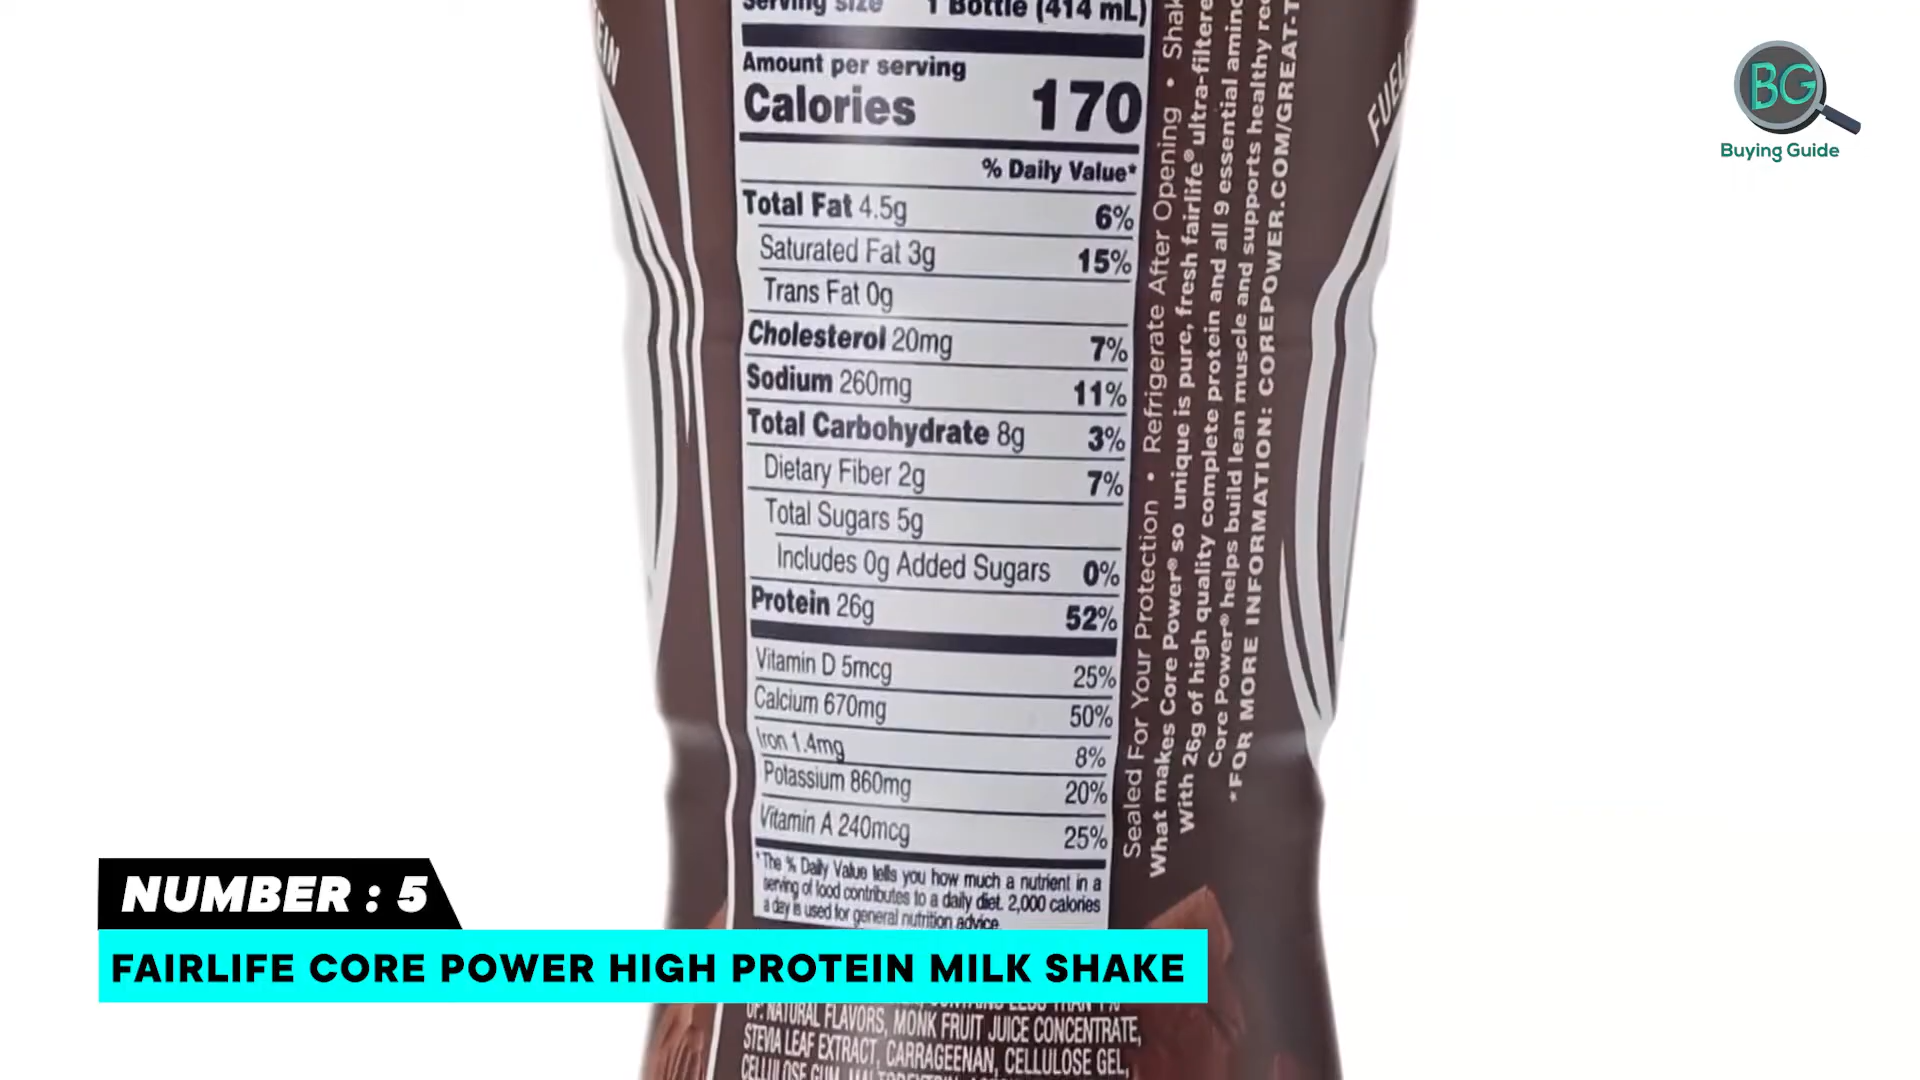 Serving size 1 Bottle (414 mL)
Amount per serving
Calories 170
% Daily Value*
Total Fat 4.5g 6%
Saturated Fat 3g 15%
Trans Fat 0g
Cholesterol 20mg 7%
Sodium 260mg 11%
Total Carbohydrate 8g 3%
Dietary Fiber 2g 7%
Total Sugars 5g
Includes 0g Added Sugars 0%
Protein 26g 52%
Vitamin D 5mcg 25%
Calcium 670mg 50%
Iron 1.4mg 8%
Potassium 860mg 20%
Vitamin A 240mcg 25%
*The % Daily Value tells you how much a nutrient in a
serving of food contributes to a daily diet. 2,000 calories
a day is used for general nutrition advice.
OF: NATURAL FLAVORS, MONK FRUIT JUICE CONCENTRATE,
STEVIA LEAF EXTRACT, CARRAGEENAN, CELLULOSE GEL,
Sealed For Your Protection • Refrigerate After Opening •
What makes Core Power® so unique is pure, fresh fairlife® ultra-filtere
With 26g of high quality complete protein and all 9 essential amino
Core Power® helps build lean muscle and supports healthy rec
*FOR MORE INFORMATION: COREPOWER.COM/GREAT-T
BG
Buying Guide
NUMBER : 5
FAIRLIFE CORE POWER HIGH PROTEIN MILK SHAKE